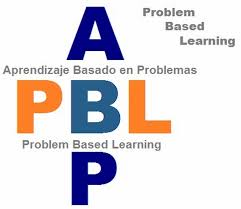 A
Problem
Based
Learning
Aprendizaje Basado en Problemas
PBL
Problem Based Learning
P